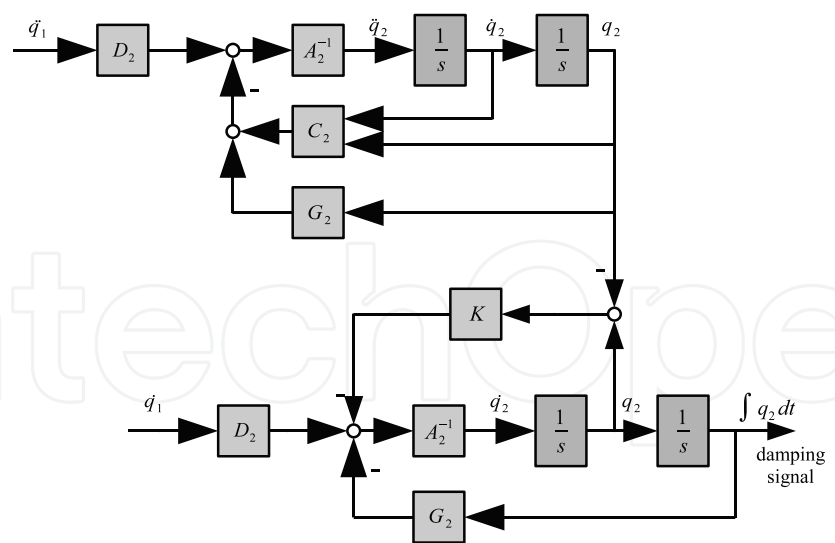 q̈₁
D₂
−
A₂⁻¹
q̈₂
1/s
q̇₂
1/s
q₂
C₂
G₂
−
K
−
q̇₁
D₂
−
A₂⁻¹
q̇₂
1/s
q₂
1/s
∫ q₂ dt
damping
signal
G₂
ntechOpe